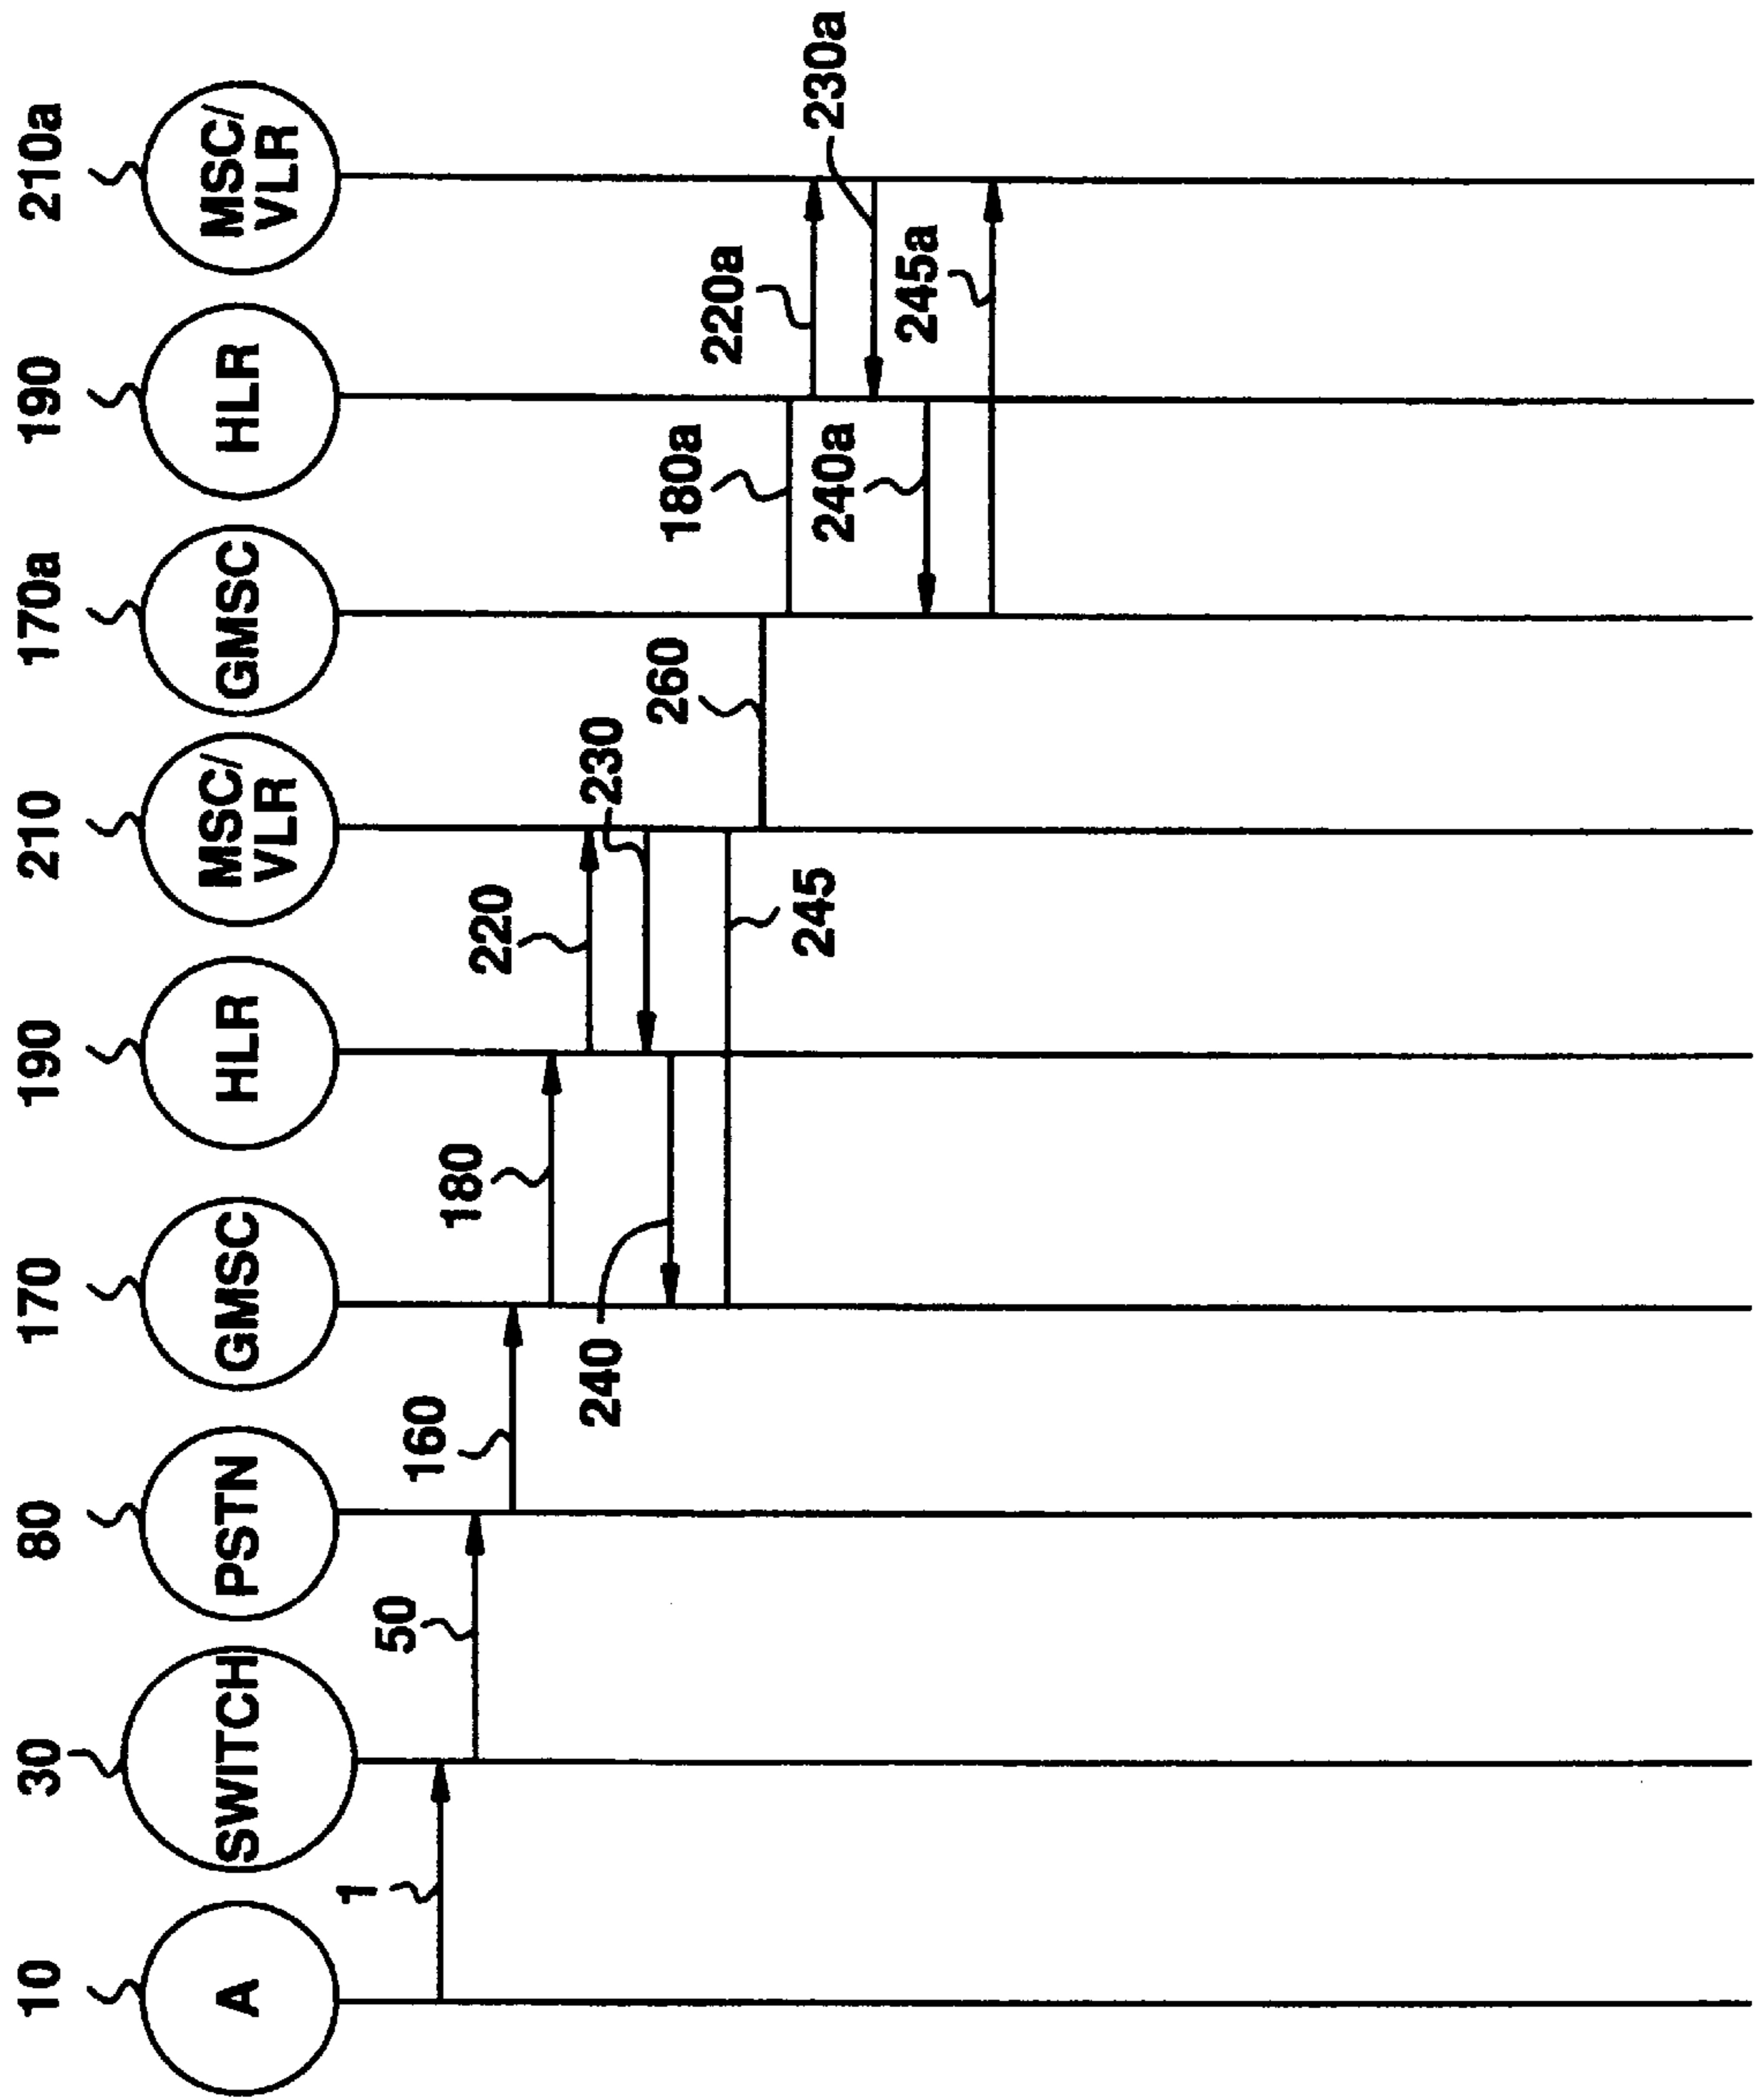 10
30
80
170
190
210
170a
190
210a
A
SWITCH
PSTN
GMSC
HLR
MSC/
VLR
GMSC
HLR
MSC/
VLR
1
50
160
180
220
240
230
245
260
180a
220a
230a
240a
245a